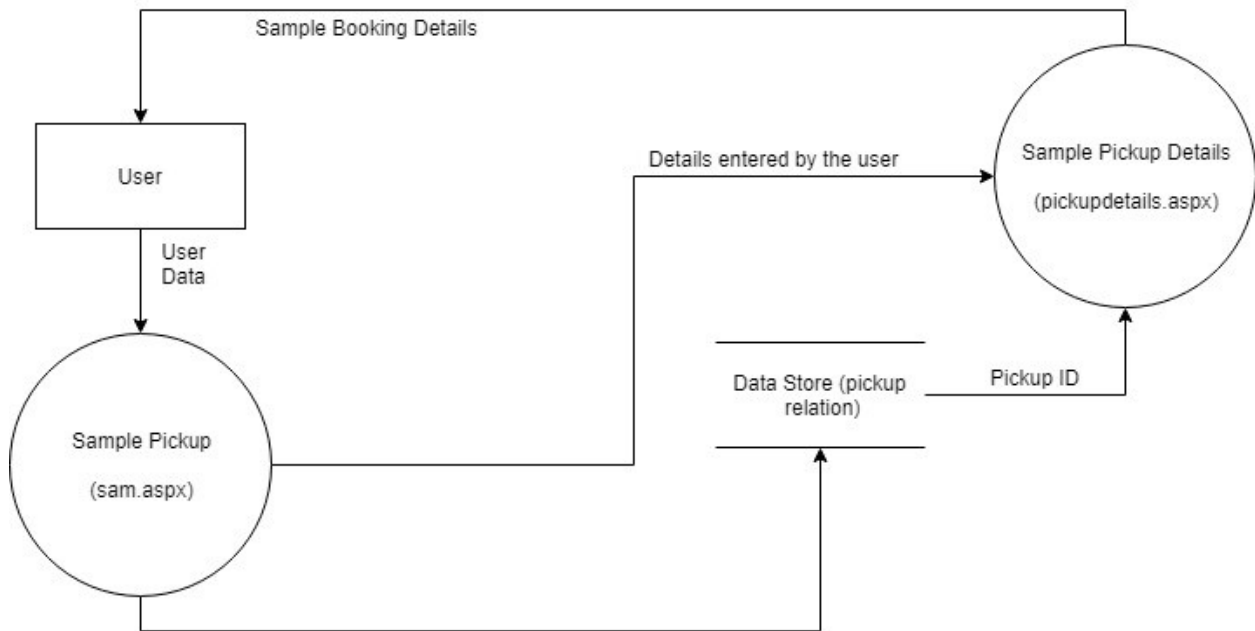 Sample Booking Details
User
User
Data
Details entered by the user
Sample Pickup Details
(pickupdetails.aspx)
Data Store (pickup
relation)
Pickup ID
Sample Pickup
(sam.aspx)